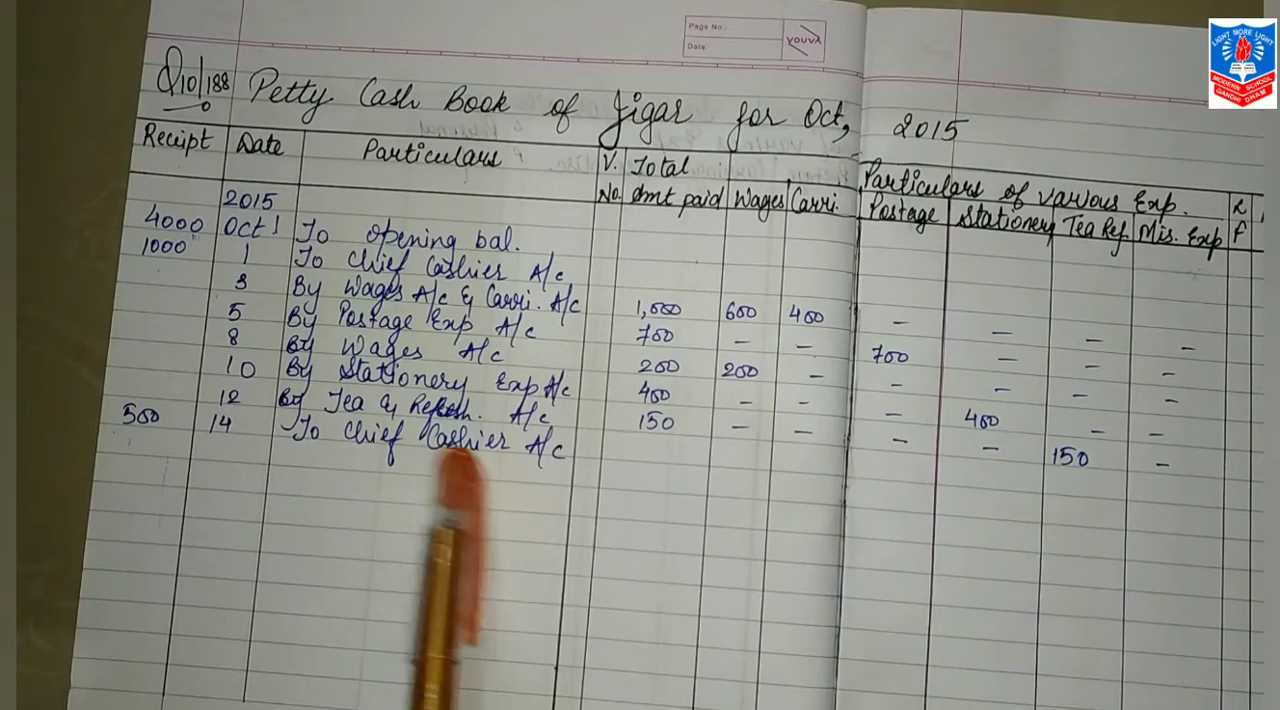 Page No.
Date.
YOUVA
LIGHT MORE LIGHT
MODERN SCHOOL
GANDHIDHAM
Q10/188 Petty Cash Book of Jigar for Oct, 2015
Receipt Date Particulars V. No. Total Amt paid Particulars of various Exp. L F
Wages Carri. Postage Stationery Tea Ref Mis. Exp
2015
4000 Oct 1 To opening bal.
1000 1 To Chief Cashier A/c
3 By Wages A/c & Carri. A/c 1,000 600 400 - - - -
5 By Postage Exp A/c 700 - - 700 - - -
8 By Wages A/c 200 200 - - - - -
10 By Stationery Exp A/c 400 - - - 400 - -
12 By Tea & Refresh. A/c 150 - - - - 150 -
500 14 To Chief Cashier A/c